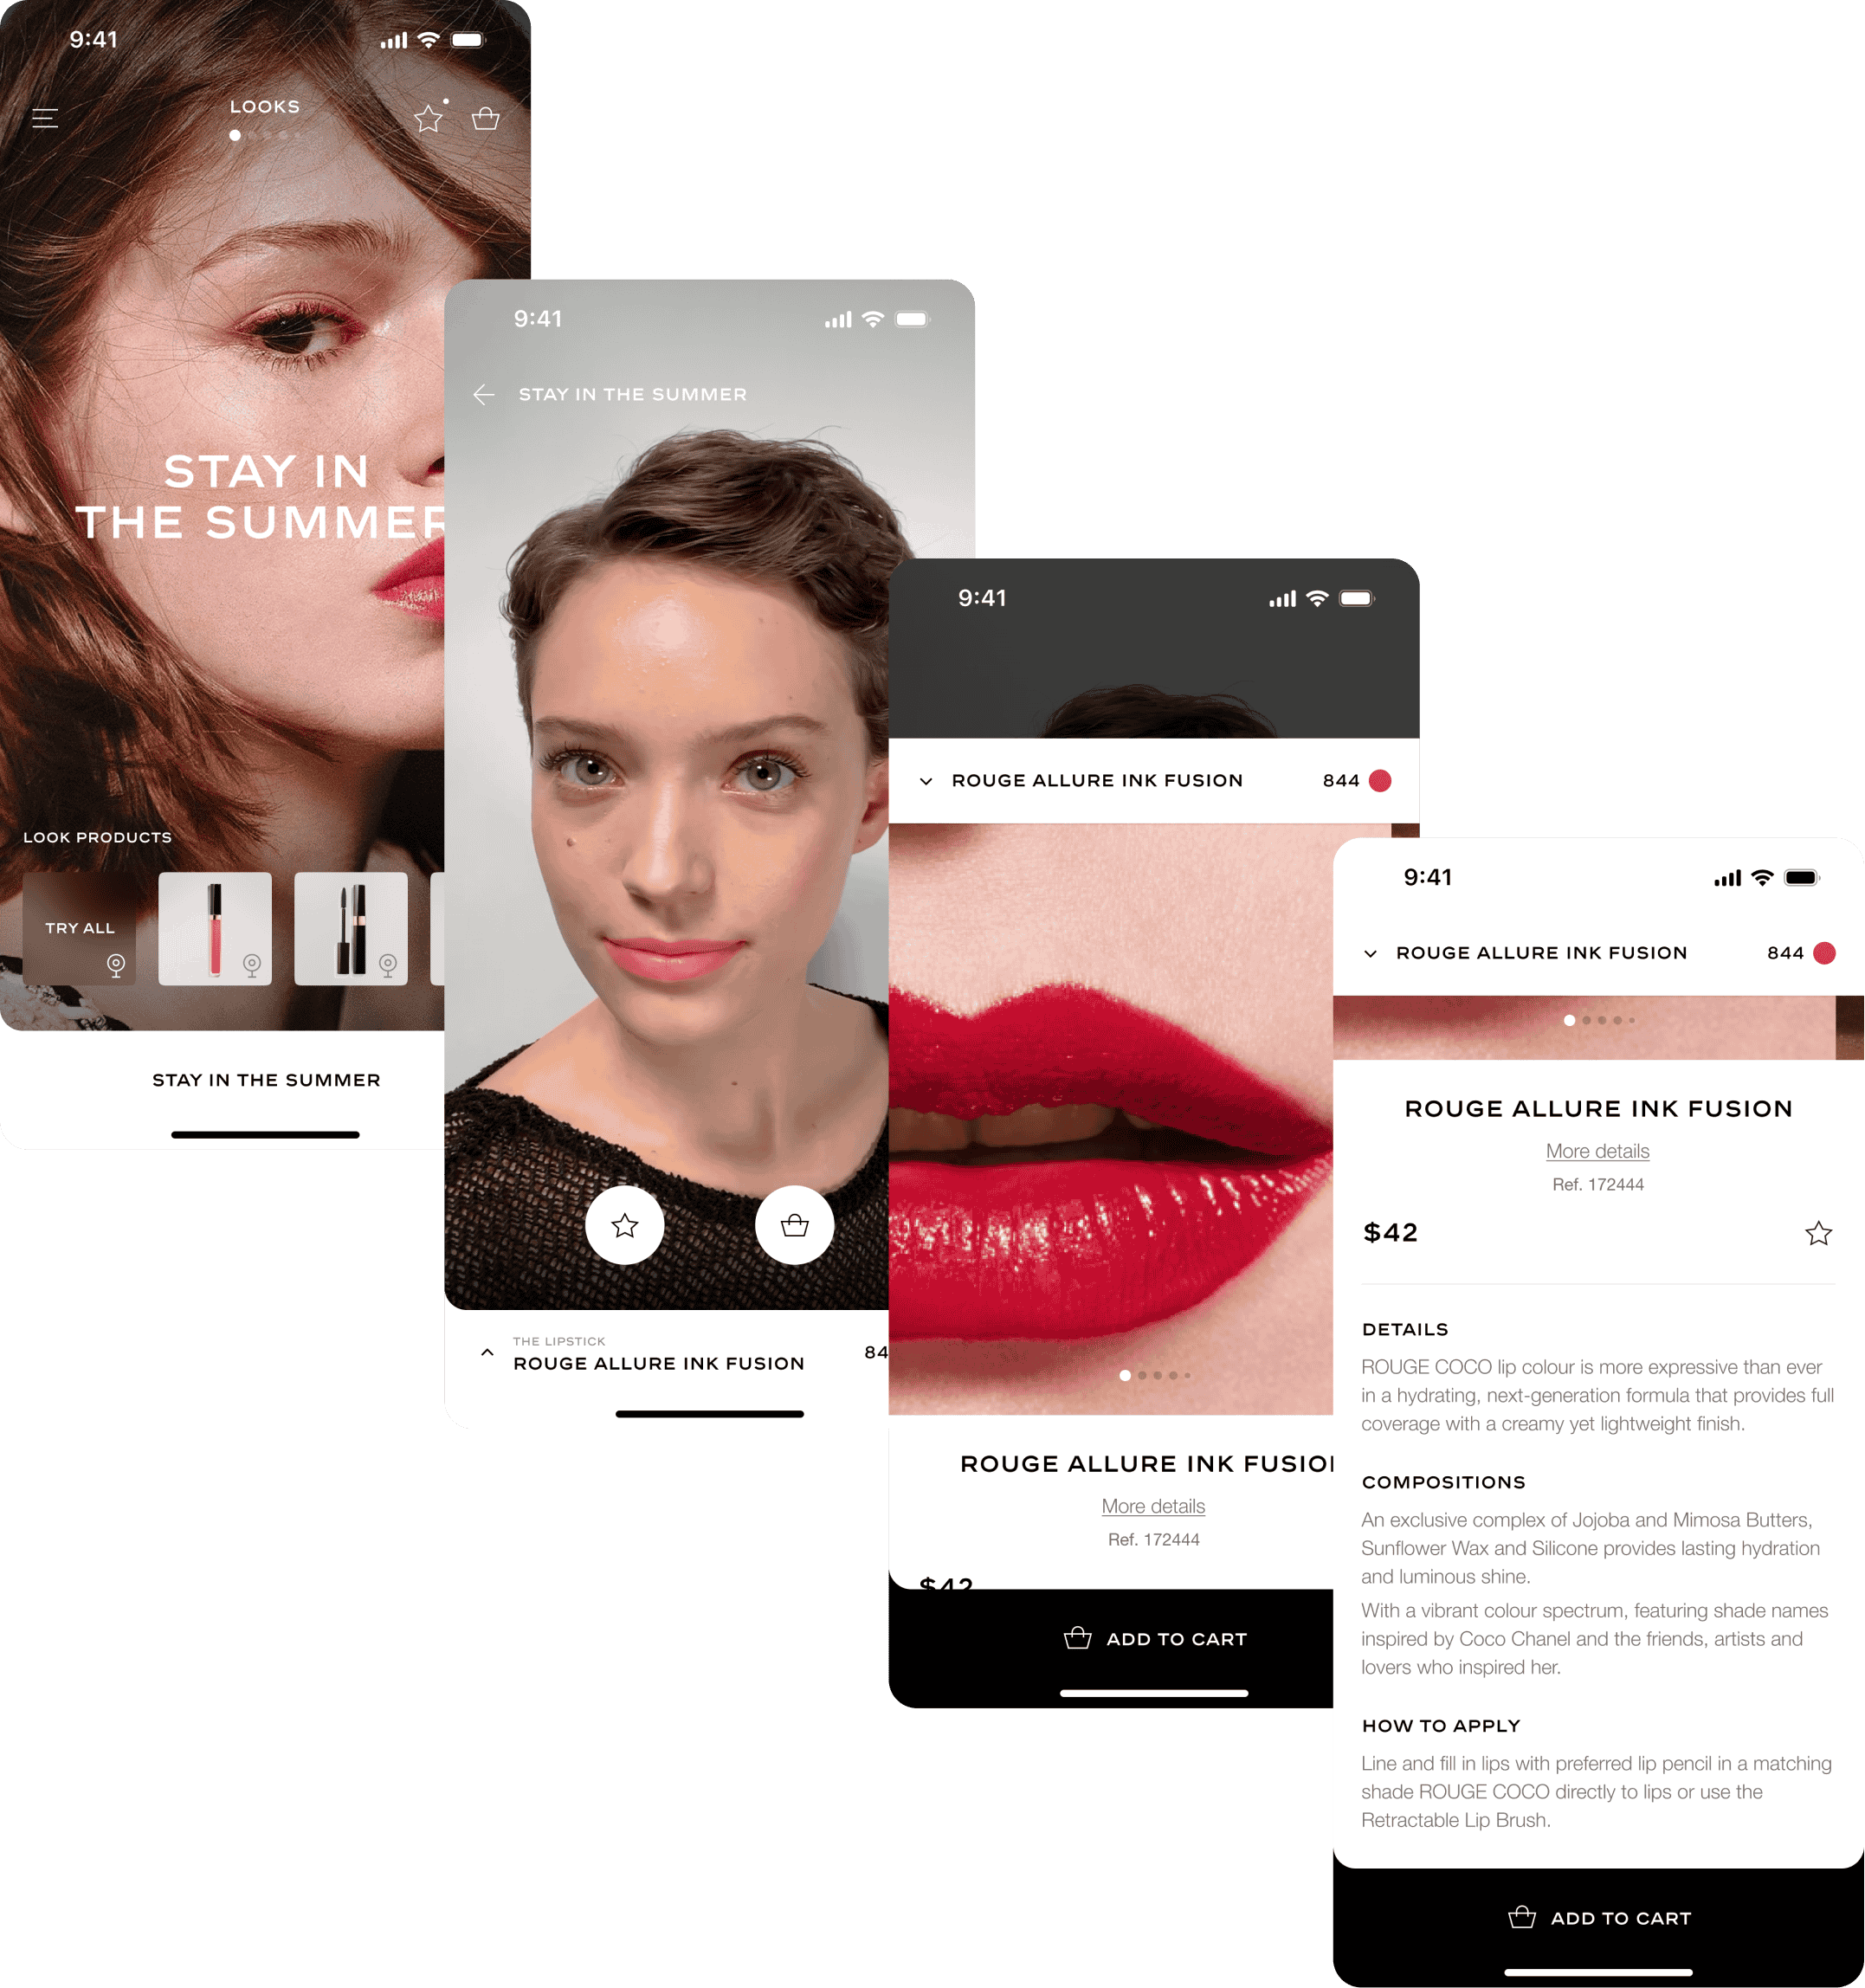 9:41
LOOKS
STAY IN
THE SUMMER
LOOK PRODUCTS
TRY ALL
STAY IN THE SUMMER
9:41
STAY IN THE SUMMER
THE LIPSTICK
ROUGE ALLURE INK FUSION 84
9:41
ROUGE ALLURE INK FUSION 844
ROUGE ALLURE INK FUSION
More details
Ref. 172444
$42
ADD TO CART
9:41
ROUGE ALLURE INK FUSION 844
ROUGE ALLURE INK FUSION
More details
Ref. 172444
$42
DETAILS
ROUGE COCO lip colour is more expressive than ever
in a hydrating, next-generation formula that provides full
coverage with a creamy yet lightweight finish.
COMPOSITIONS
An exclusive complex of Jojoba and Mimosa Butters,
Sunflower Wax and Silicone provides lasting hydration
and luminous shine.
With a vibrant colour spectrum, featuring shade names
inspired by Coco Chanel and the friends, artists and
lovers who inspired her.
HOW TO APPLY
Line and fill in lips with preferred lip pencil in a matching
shade ROUGE COCO directly to lips or use the
Retractable Lip Brush.
ADD TO CART